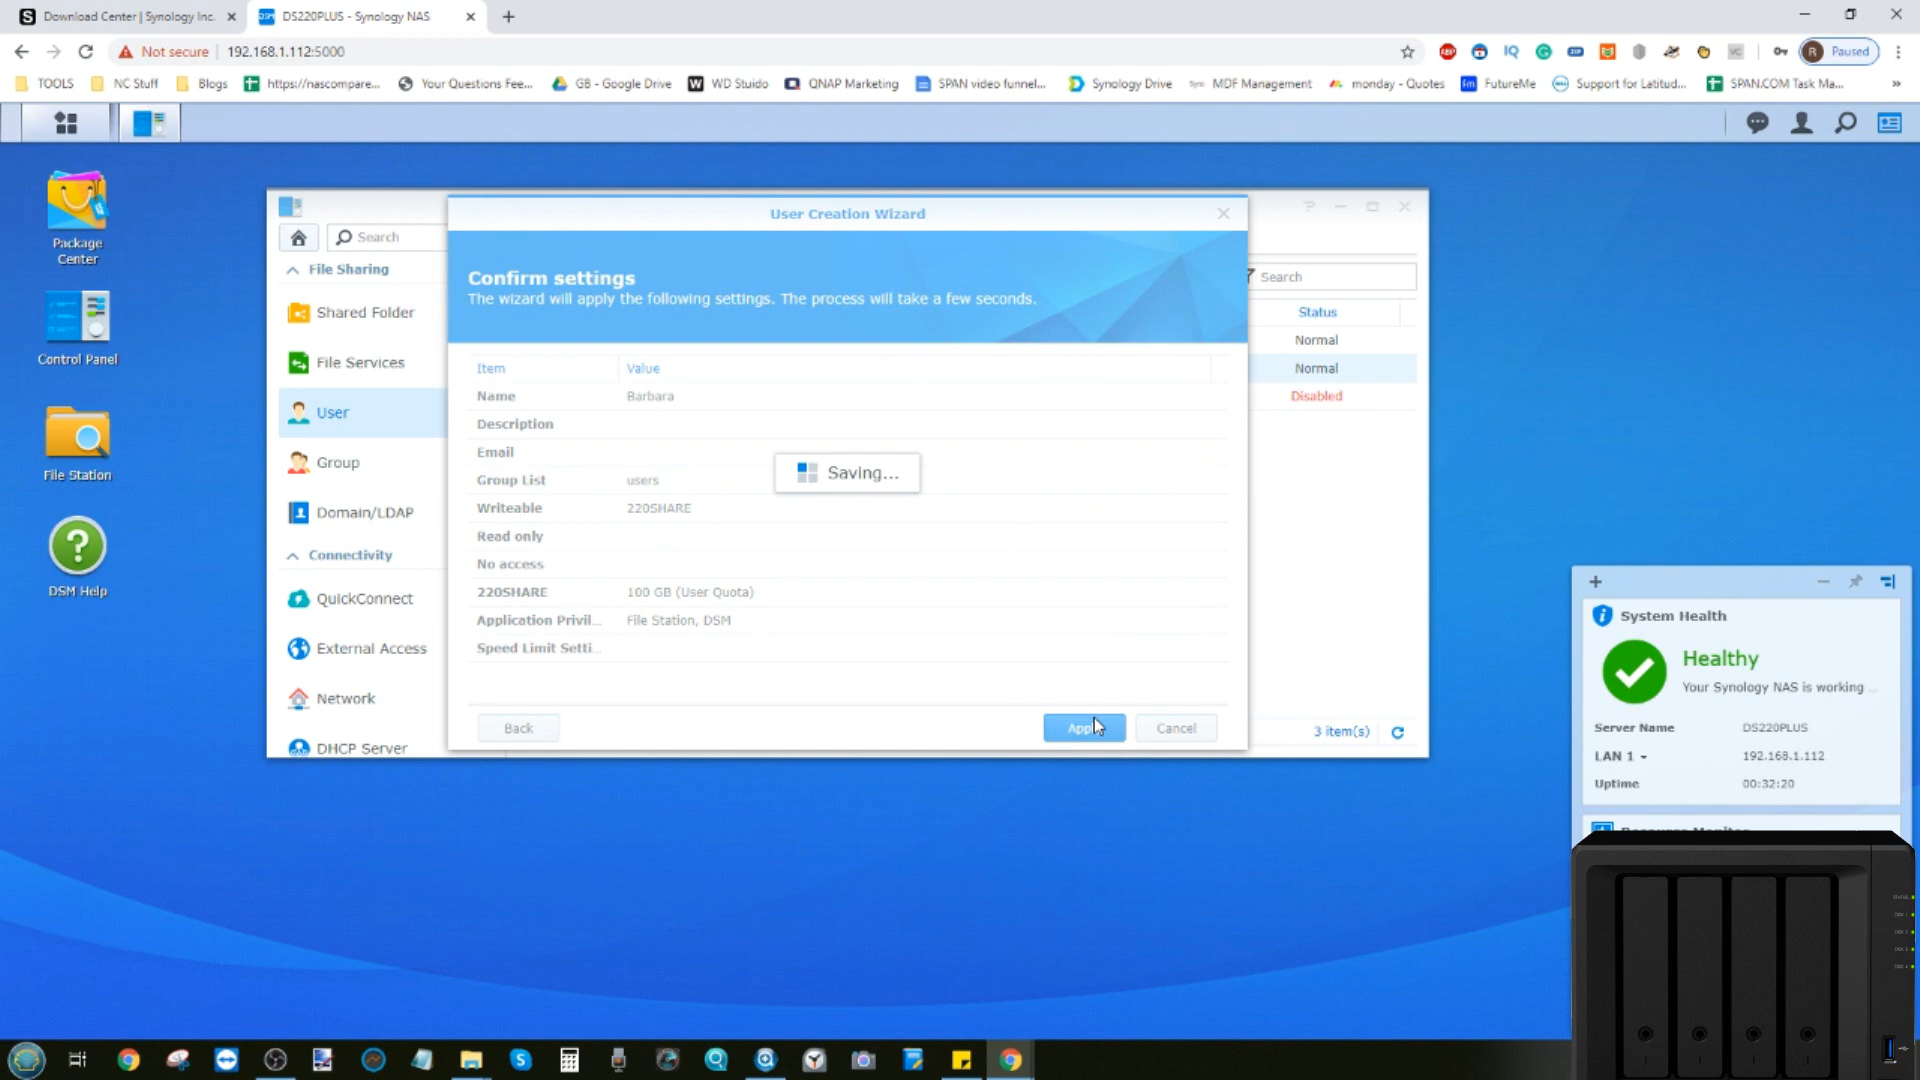 Download Center | Synology Inc.
DS220PLUS - Synology NAS
Not secure
192.168.1.112:5000
Paused
TOOLS
NC Stuff
Blogs
https://nascompare...
Your Questions Fee...
GB - Google Drive
WD Stuido
QNAP Marketing
SPAN video funnel...
Synology Drive
MDF Management
monday - Quotes
FutureMe
Support for Latitud...
SPAN.COM Task Ma...
Package
Center
Control Panel
File Station
DSM Help
Search
File Sharing
Shared Folder
File Services
User
Group
Domain/LDAP
Connectivity
QuickConnect
External Access
Network
DHCP Server
User Creation Wizard
Confirm settings
The wizard will apply the following settings. The process will take a few seconds.
Item Value
Name Barbara
Description
Email
Group List users
Writeable 220SHARE
Read only
No access
220SHARE 100 GB (User Quota)
Application Privil... File Station, DSM
Speed Limit Setti...
Saving...
Back
Cancel
Search
Status
Normal
Normal
Disabled
3 item(s)
System Health
Healthy
Your Synology NAS is working ...
Server Name DS220PLUS
LAN 1 192.168.1.112
Uptime 00:32:20